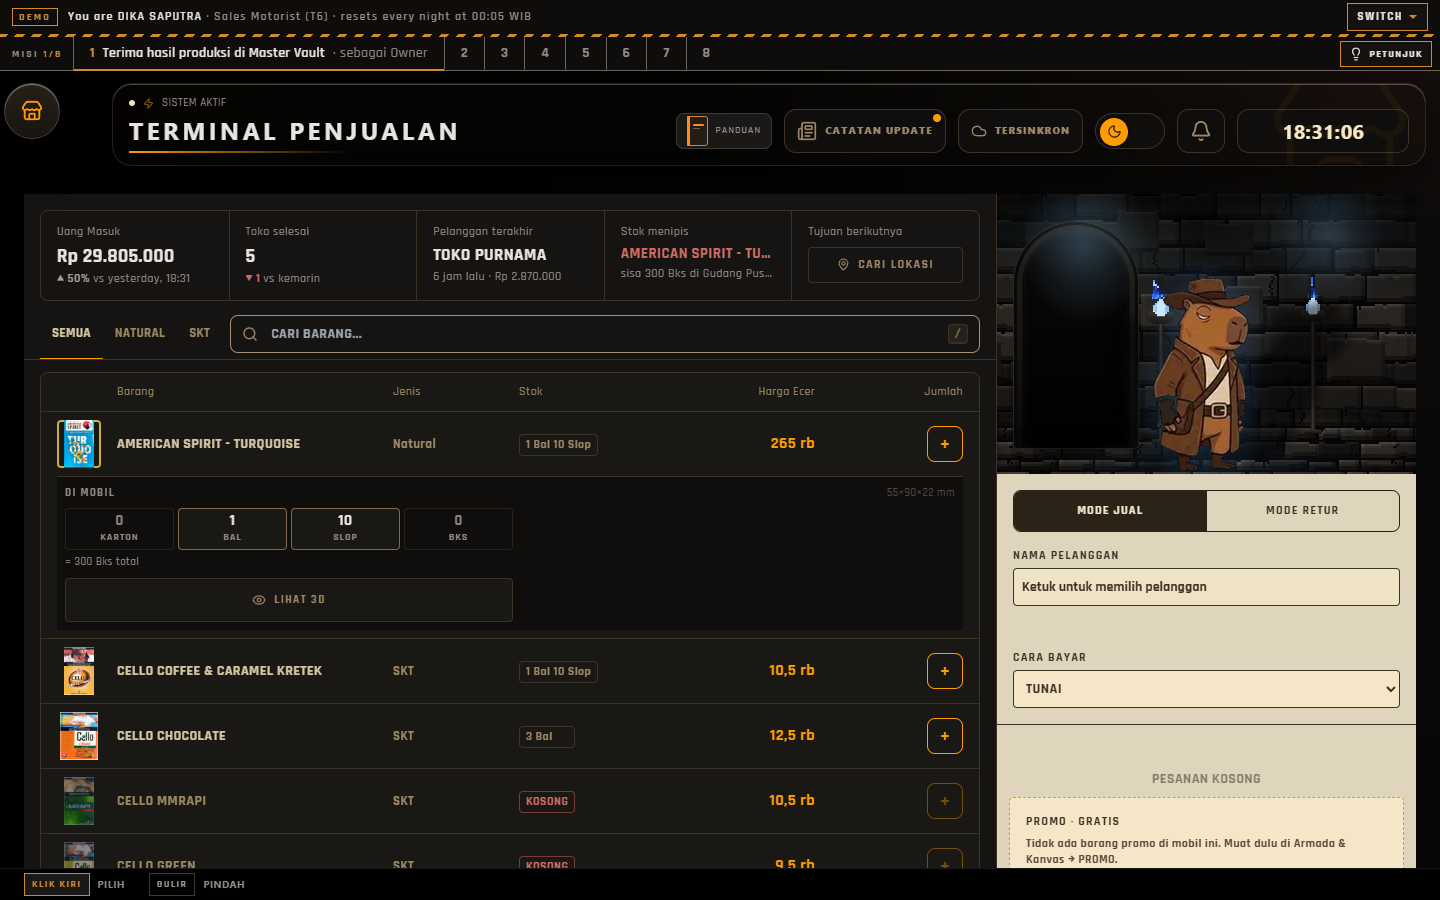 DEMO You are DIKA SAPUTRA · Sales Motorist (T6) · resets every night at 00:05 WIB SWITCH
MISI 1/8 1 Terima hasil produksi di Master Vault · sebagai Owner 2 3 4 5 6 7 8 PETUNJUK
SISTEM AKTIF
TERMINAL PENJUALAN
PANDUAN CATATAN UPDATE TERSINKRON 18:31:06
Uang Masuk
Rp 29.805.000
50% vs yesterday, 18:31
Toko selesai
5
1 vs kemarin
Pelanggan terakhir
TOKO PURNAMA
6 jam lalu · Rp 2.870.000
Stok menipis
AMERICAN SPIRIT - TU...
sisa 300 Bks di Gudang Pus...
Tujuan berikutnya
CARI LOKASI
SEMUA NATURAL SKT CARI BARANG... /
Barang Jenis Stok Harga Ecer Jumlah
AMERICAN SPIRIT - TURQUOISE Natural 1 Bal 10 Slop 265 rb +
DI MOBIL 55×90×22 mm
0 KARTON
1 BAL
10 SLOP
0 BKS
= 300 Bks total
LIHAT 3D
CELLO COFFEE & CARAMEL KRETEK SKT 1 Bal 10 Slop 10,5 rb +
CELLO CHOCOLATE SKT 3 Bal 12,5 rb +
CELLO MMRAPI SKT KOSONG 10,5 rb +
CELLO GREEN SKT KOSONG 9,5 rb +
MODE JUAL MODE RETUR
NAMA PELANGGAN
Ketuk untuk memilih pelanggan
CARA BAYAR
TUNAI
PESANAN KOSONG
PROMO · GRATIS
Tidak ada barang promo di mobil ini. Muat dulu di Armada &
Kanvas → PROMO.
KLIK KIRI PILIH GULIR PINDAH